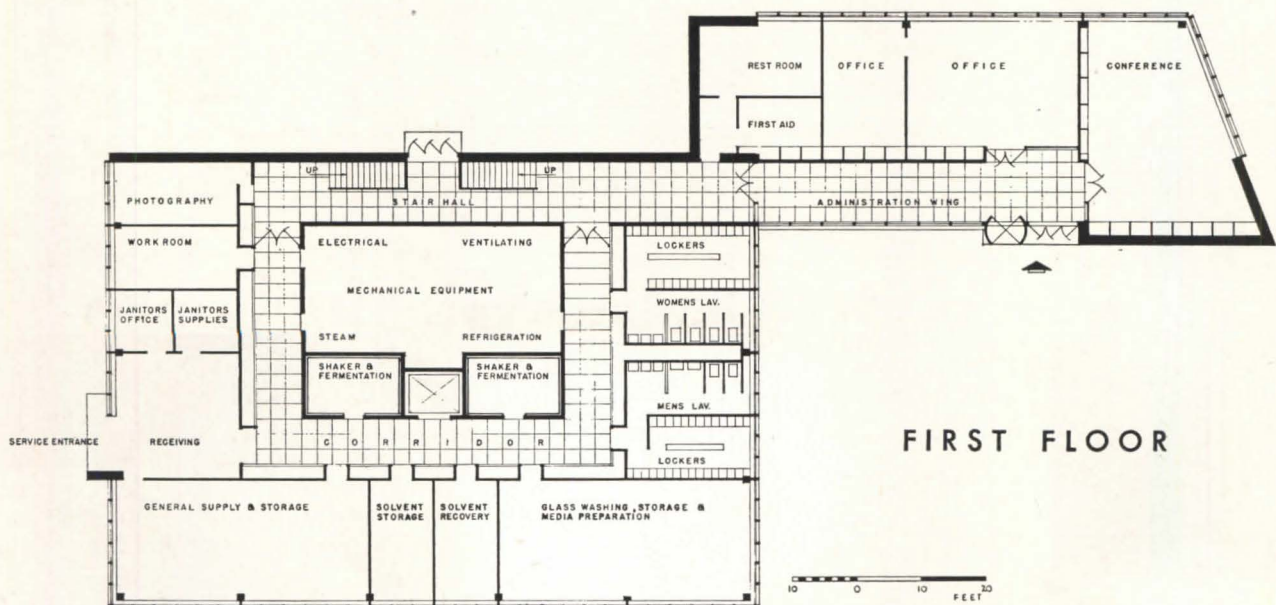 REST ROOM
OFFICE
OFFICE
CONFERENCE
FIRST AID
UP
UP
PHOTOGRAPHY
STAIR HALL
ADMINISTRATION WING
WORK ROOM
ELECTRICAL
VENTILATING
LOCKERS
MECHANICAL EQUIPMENT
JANITORS
OFFICE
JANITORS
SUPPLIES
WOMENS LAV.
STEAM
REFRIGERATION
SHAKER &
FERMENTATION
SHAKER &
FERMENTATION
MENS LAV.
SERVICE ENTRANCE
RECEIVING
CORRIDOR
LOCKERS
FIRST FLOOR
GENERAL SUPPLY & STORAGE
SOLVENT
STORAGE
SOLVENT
RECOVERY
GLASS WASHING, STORAGE &
MEDIA PREPARATION
10 0 10 20
FEET